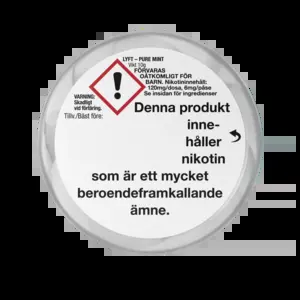 LYFT – PURE MINT
Vikt 10g
FÖRVARAS
OÅTKOMLIGT FÖR
BARN. Nikotininnehåll:
120mg/dosa, 6mg/påse
Se insidan för ingredienser
VARNING:
Skadligt
vid förtäring.
Tillv./Bäst före:
Denna produkt
inne-
håller
nikotin
som är ett mycket
beroendeframkallande
ämne.